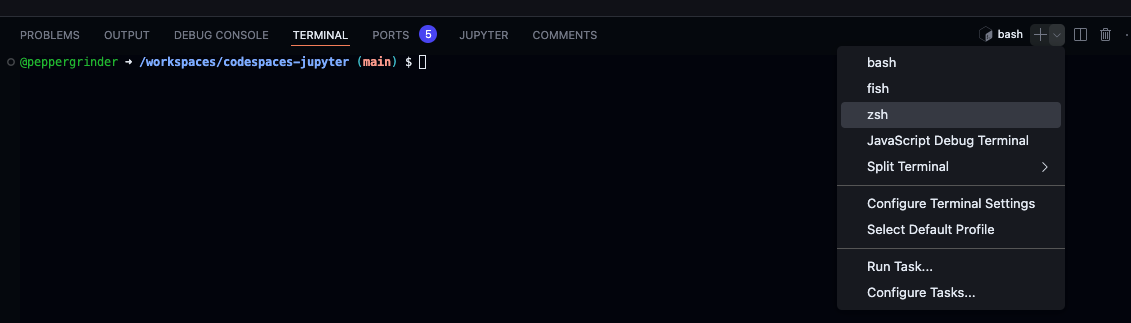 PROBLEMS OUTPUT DEBUG CONSOLE TERMINAL PORTS 5 JUPYTER COMMENTS bash
@peppergrinder ➜ /workspaces/codespaces-jupyter (main) $
bash
fish
zsh
JavaScript Debug Terminal
Split Terminal
Configure Terminal Settings
Select Default Profile
Run Task...
Configure Tasks...